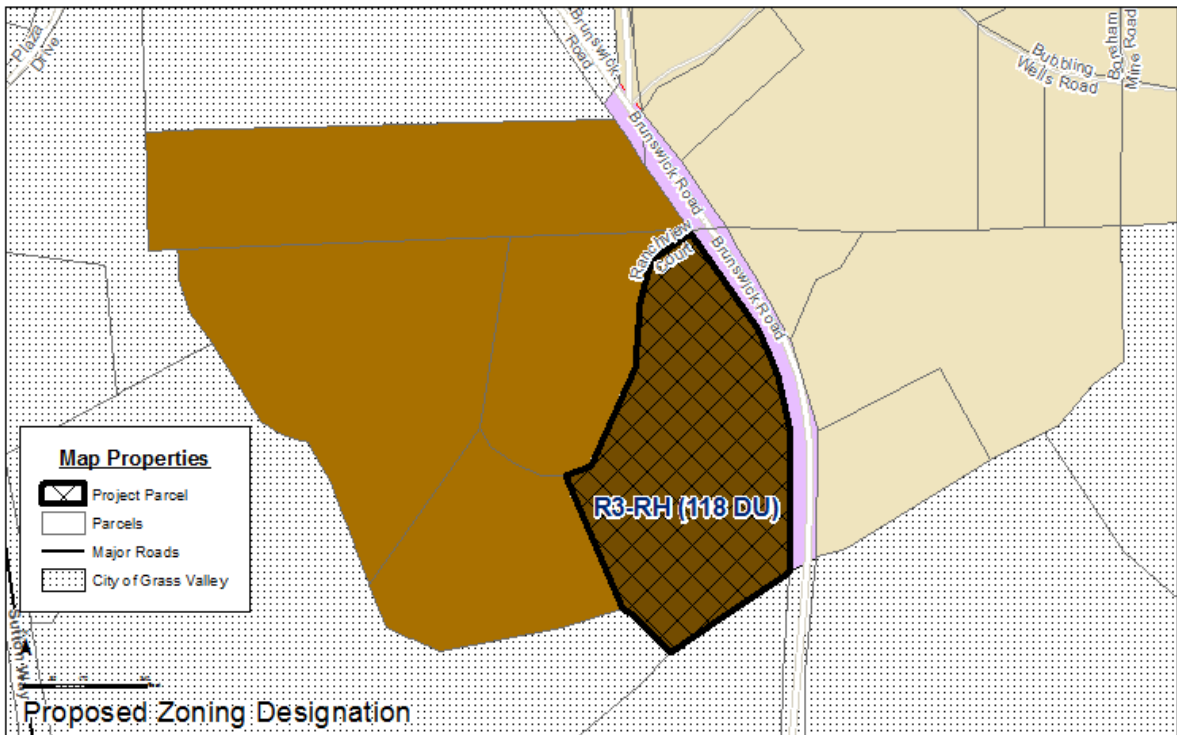 Plaza
Drive
Brunswick
Road
Bubbling
Wells Road
Mine Road
Brunswick Road
Ranchview
Court
Brunswick Road
R3-RH (118 DU)
Map Properties
Project Parcel
Parcels
Major Roads
City of Grass Valley
Sutton Way
Proposed Zoning Designation